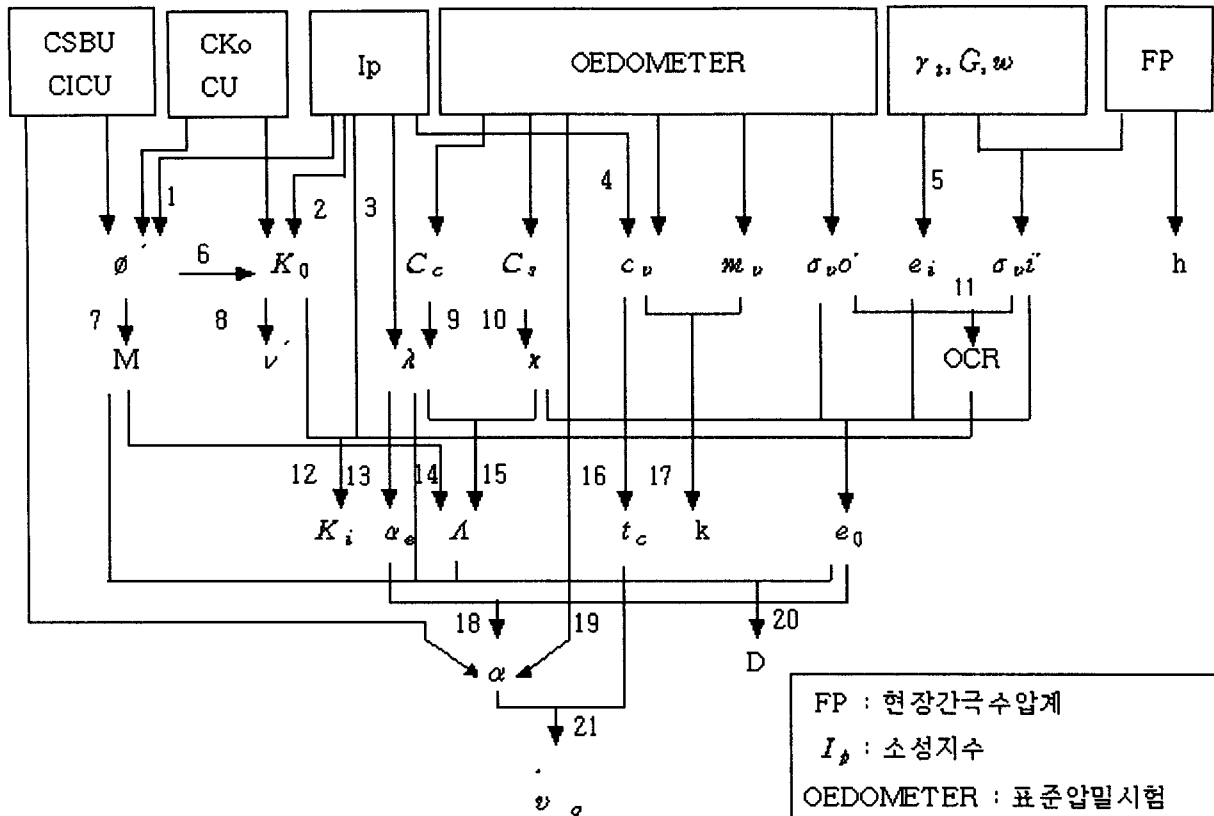 CSBU
CICU
CKo
CU
Ip
OEDOMETER
γt, G, w
FP
1
2
3
4
5
ø′
6
K0
Cc
Cs
cv
mv
σvo′
ei
σvi′
h
7
8
9
10
11
M
ν′
λ
κ
OCR
12
13
14
15
16
17
Ki
αe
Λ
tc
k
e0
18
19
20
α
D
21
v̇o
FP : 현장간극수압계
Ip : 소성지수
OEDOMETER : 표준압밀시험